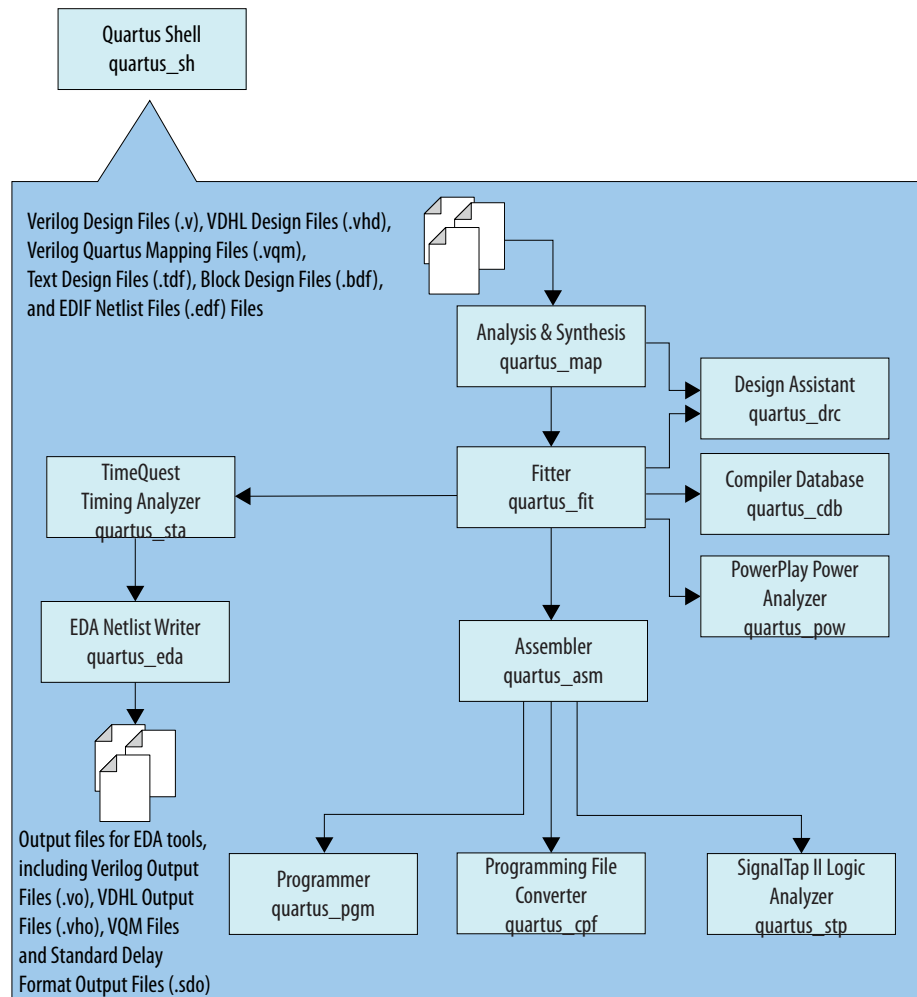 Quartus Shell
quartus_sh
Verilog Design Files (.v), VDHL Design Files (.vhd),
Verilog Quartus Mapping Files (.vqm),
Text Design Files (.tdf), Block Design Files (.bdf),
and EDIF Netlist Files (.edf) Files
Analysis & Synthesis
quartus_map
Design Assistant
quartus_drc
TimeQuest
Timing Analyzer
quartus_sta
Fitter
quartus_fit
Compiler Database
quartus_cdb
PowerPlay Power
Analyzer
quartus_pow
EDA Netlist Writer
quartus_eda
Assembler
quartus_asm
Output files for EDA tools,
including Verilog Output
Files (.vo), VDHL Output
Files (.vho), VQM Files
and Standard Delay
Format Output Files (.sdo)
Programmer
quartus_pgm
Programming File
Converter
quartus_cpf
SignalTap II Logic
Analyzer
quartus_stp